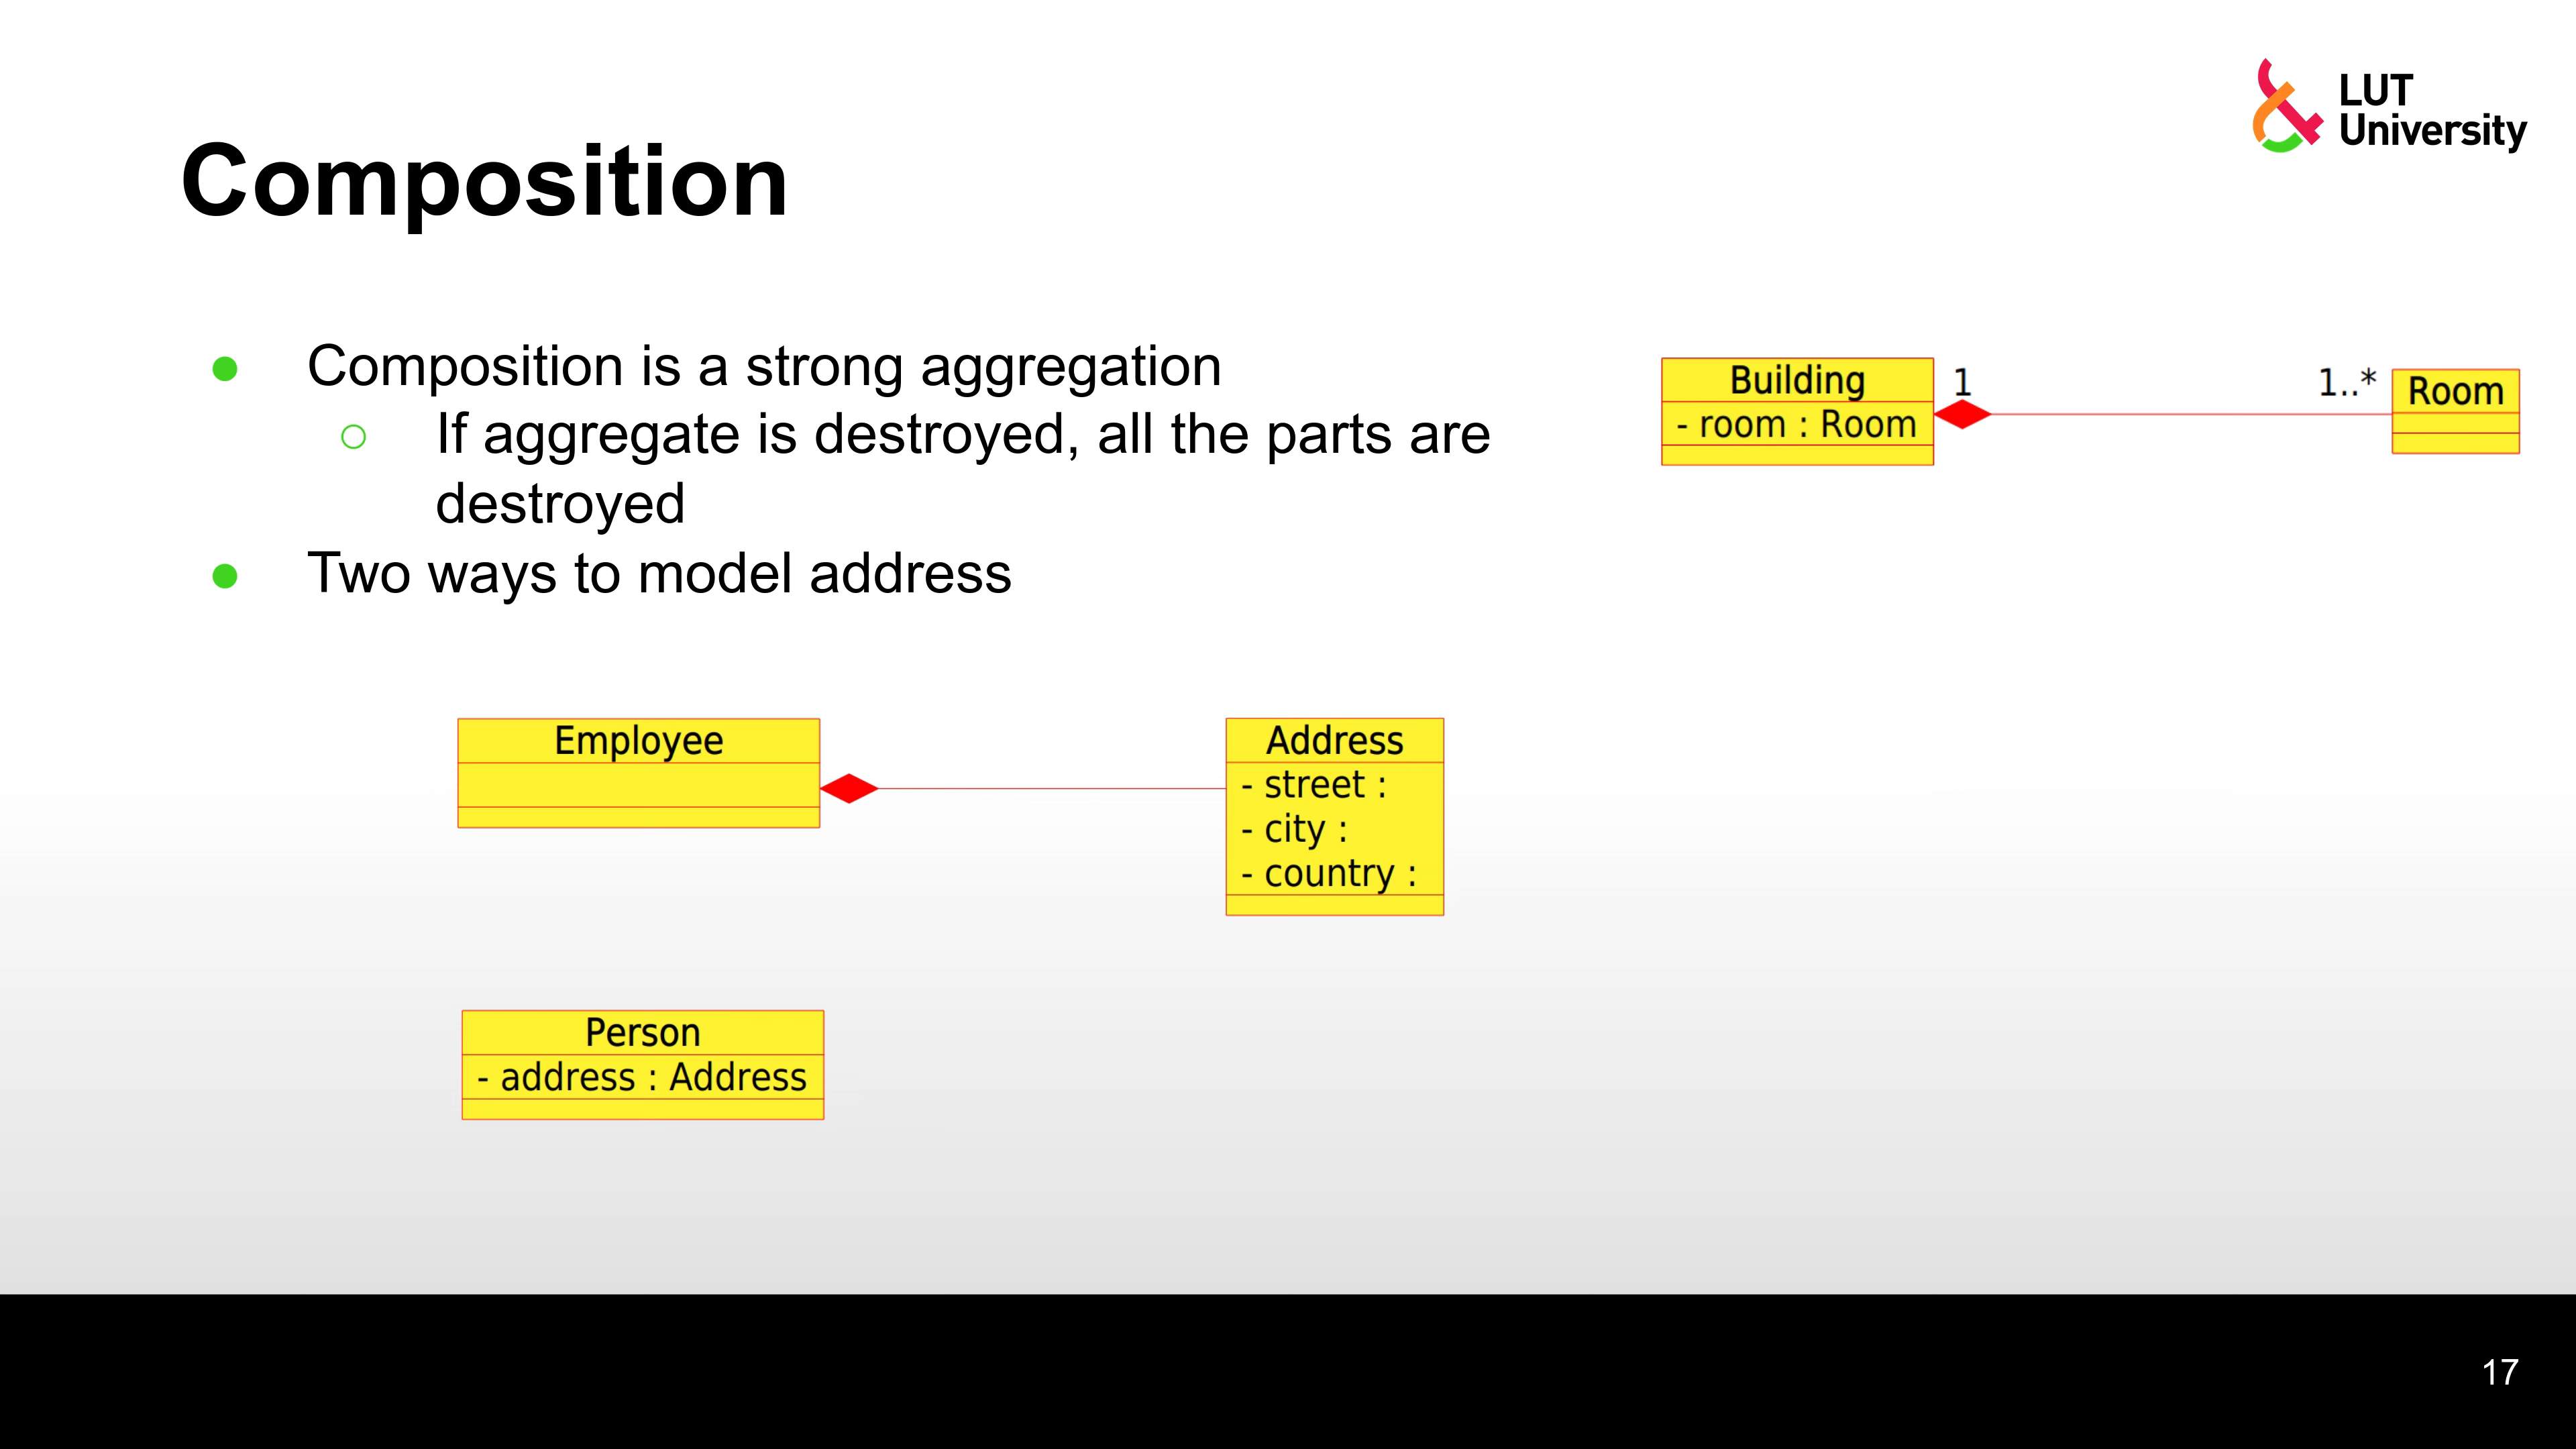 LUT
University
Composition
● Composition is a strong aggregation
○ If aggregate is destroyed, all the parts are
destroyed
● Two ways to model address
Building
- room : Room
1
1..*
Room
Employee
Address
- street :
- city :
- country :
Person
- address : Address
17